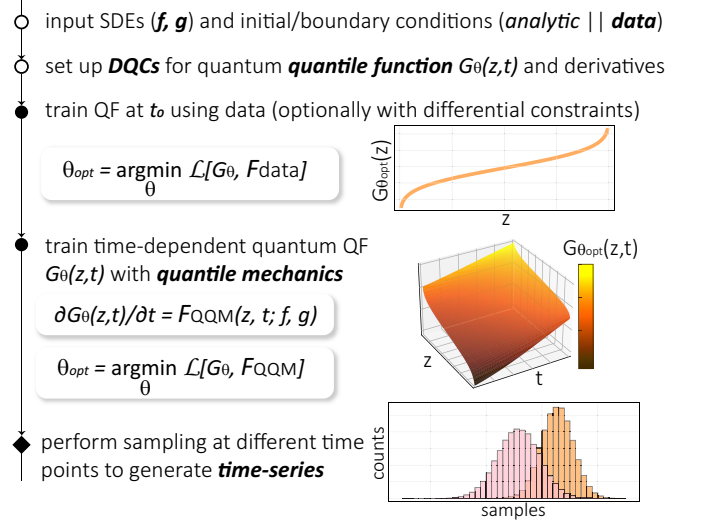 input SDEs (f, g) and initial/boundary conditions (analytic || data)
set up DQCs for quantum quantile function Gθ(z,t) and derivatives
train QF at t₀ using data (optionally with differential constraints)
θopt = argmin ℒ[Gθ, Fdata]
θ
Gθopt(z)
z
train time-dependent quantum QF
Gθ(z,t) with quantile mechanics
∂Gθ(z,t)/∂t = FQQM(z, t; f, g)
θopt = argmin ℒ[Gθ, FQQM]
θ
Gθopt(z,t)
z
t
perform sampling at different time
points to generate time-series
counts
samples